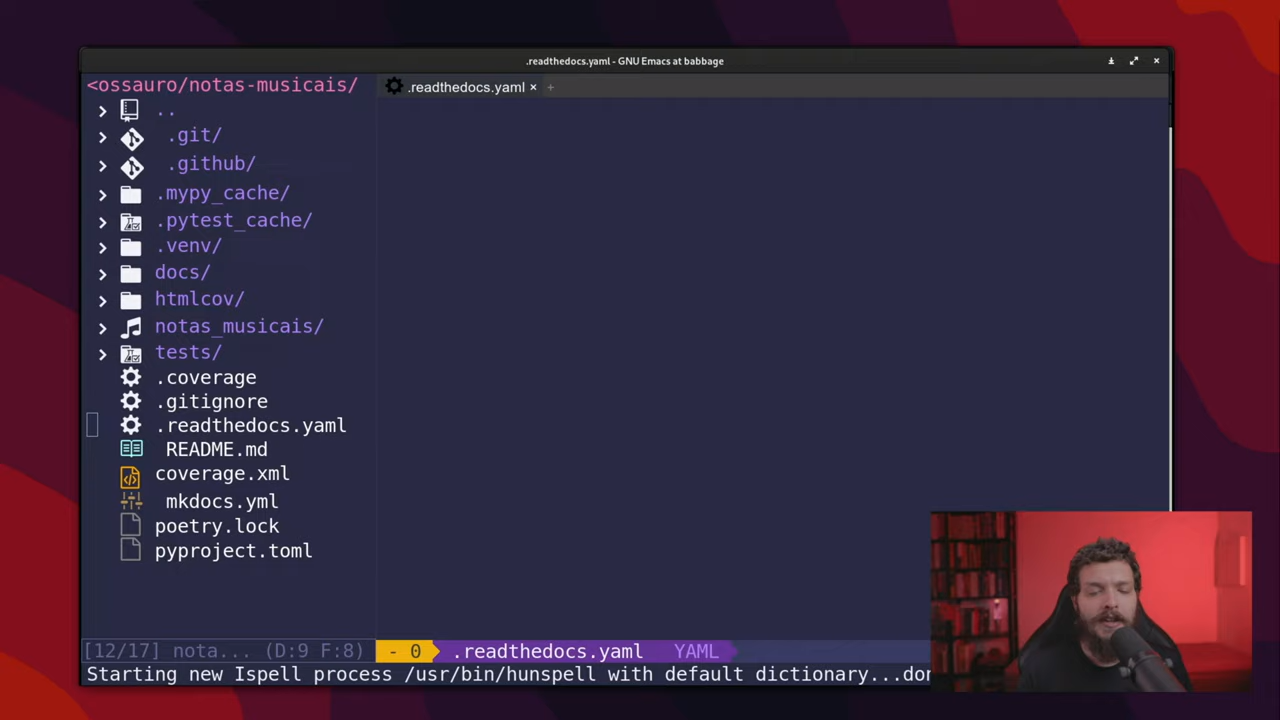 .readthedocs.yaml - GNU Emacs at babbage
<ossauro/notas-musicais/
.readthedocs.yaml × +
..
.git/
.github/
.mypy_cache/
.pytest_cache/
.venv/
docs/
htmlcov/
notas_musicais/
tests/
.coverage
.gitignore
.readthedocs.yaml
README.md
coverage.xml
mkdocs.yml
poetry.lock
pyproject.toml
[12/17] nota... (D:9 F:8)
- 0 .readthedocs.yaml YAML
Starting new Ispell process /usr/bin/hunspell with default dictionary...don